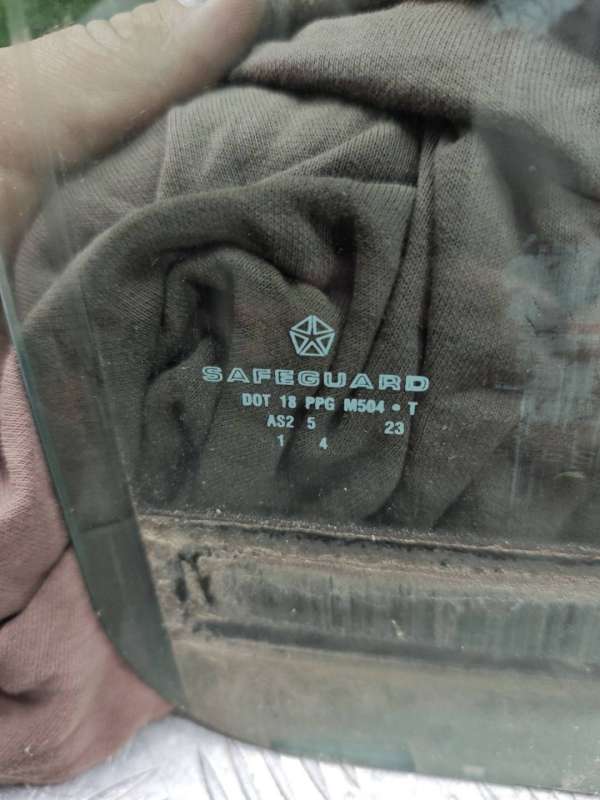 SAFEGUARD
DOT 18 PPG M504 • T
AS2 5 23
1 4